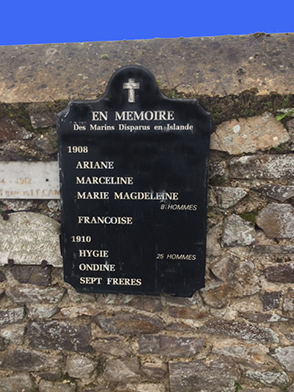 EN MEMOIRE
Des Marins Disparus en Islande
1908
ARIANE
MARCELINE
MARIE MAGDELEINE
8 HOMMES
FRANCOISE
1910
HYGIE 25 HOMMES
ONDINE
SEPT FRERES